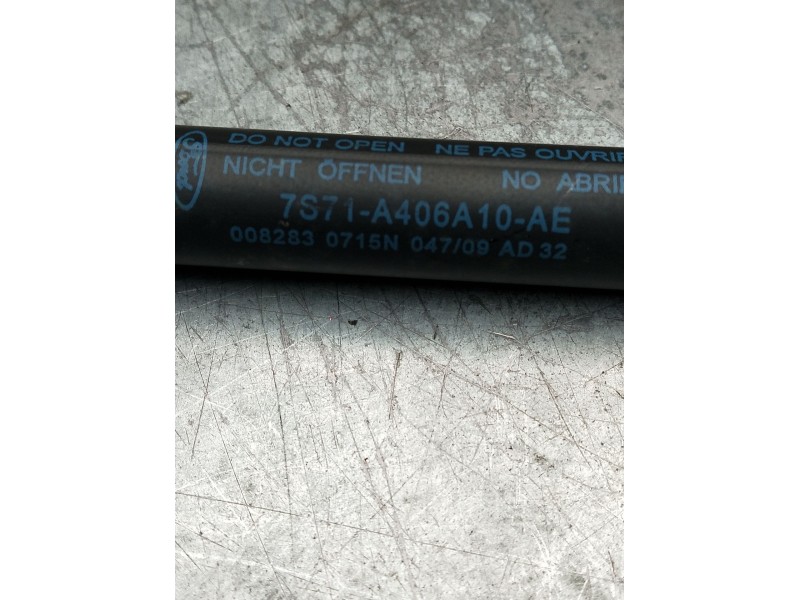 Ford
DO NOT OPEN NE PAS OUVRIR
NICHT ÖFFNEN NO ABRIR
7S71-A406A10-AE
008283 0715N 047/09 AD 32